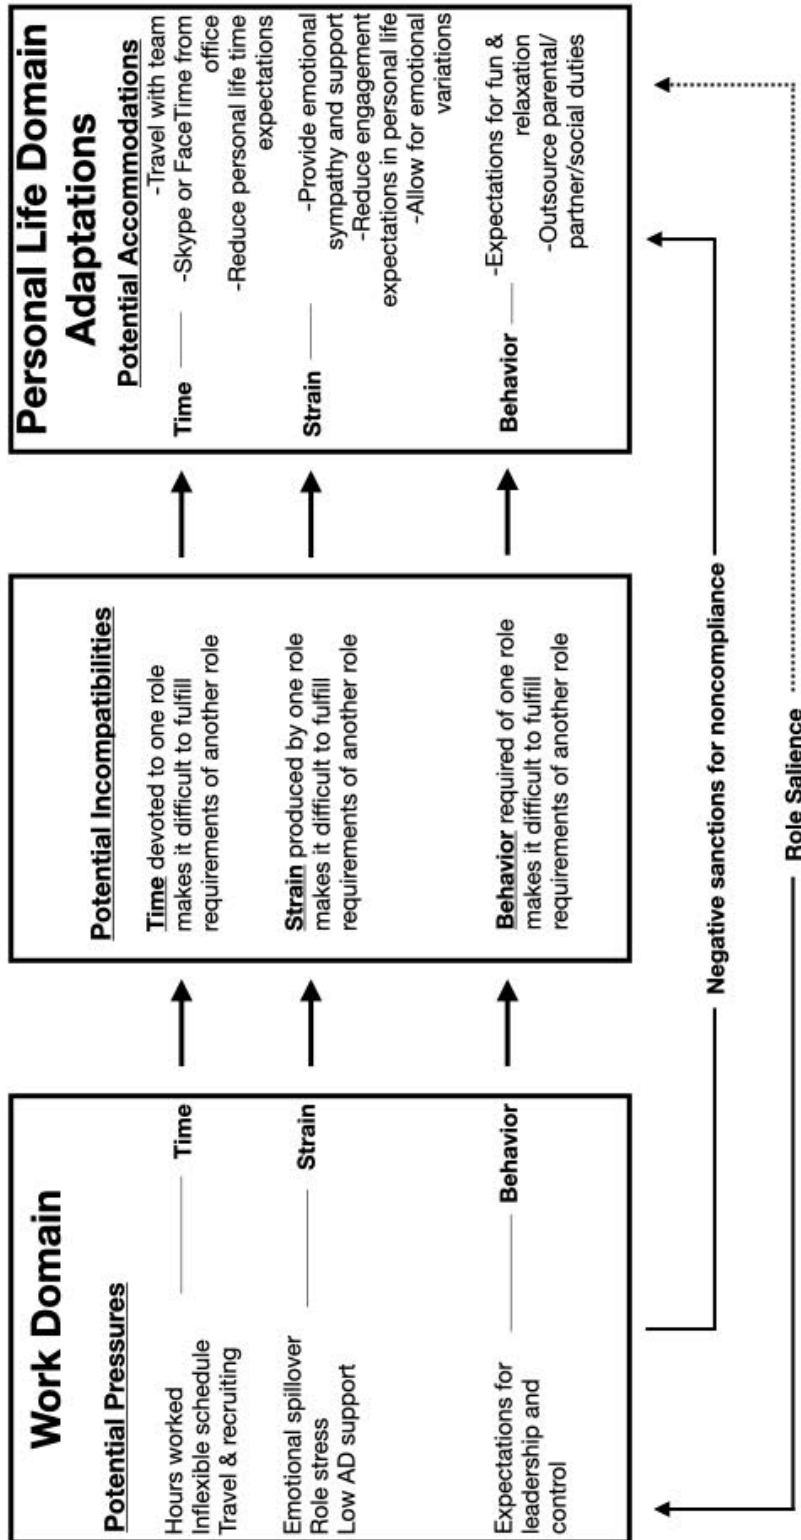 Work Domain
Potential Pressures
Hours worked
Inflexible schedule
Travel & recruiting
Time
Emotional spillover
Role stress
Low AD support
Strain
Expectations for
leadership and
control
Behavior
Potential Incompatibilities
Time devoted to one role
makes it difficult to fulfill
requirements of another role
Strain produced by one role
makes it difficult to fulfill
requirements of another role
Behavior required of one role
makes it difficult to fulfill
requirements of another role
Personal Life Domain
Adaptations
Potential Accommodations
Time
-Travel with team
-Skype or FaceTime from
office
-Reduce personal life time
expectations
Strain
-Provide emotional
sympathy and support
-Reduce engagement
expectations in personal life
-Allow for emotional
variations
Behavior
-Expectations for fun &
relaxation
-Outsource parental/
partner/social duties
Negative sanctions for noncompliance
Role Salience